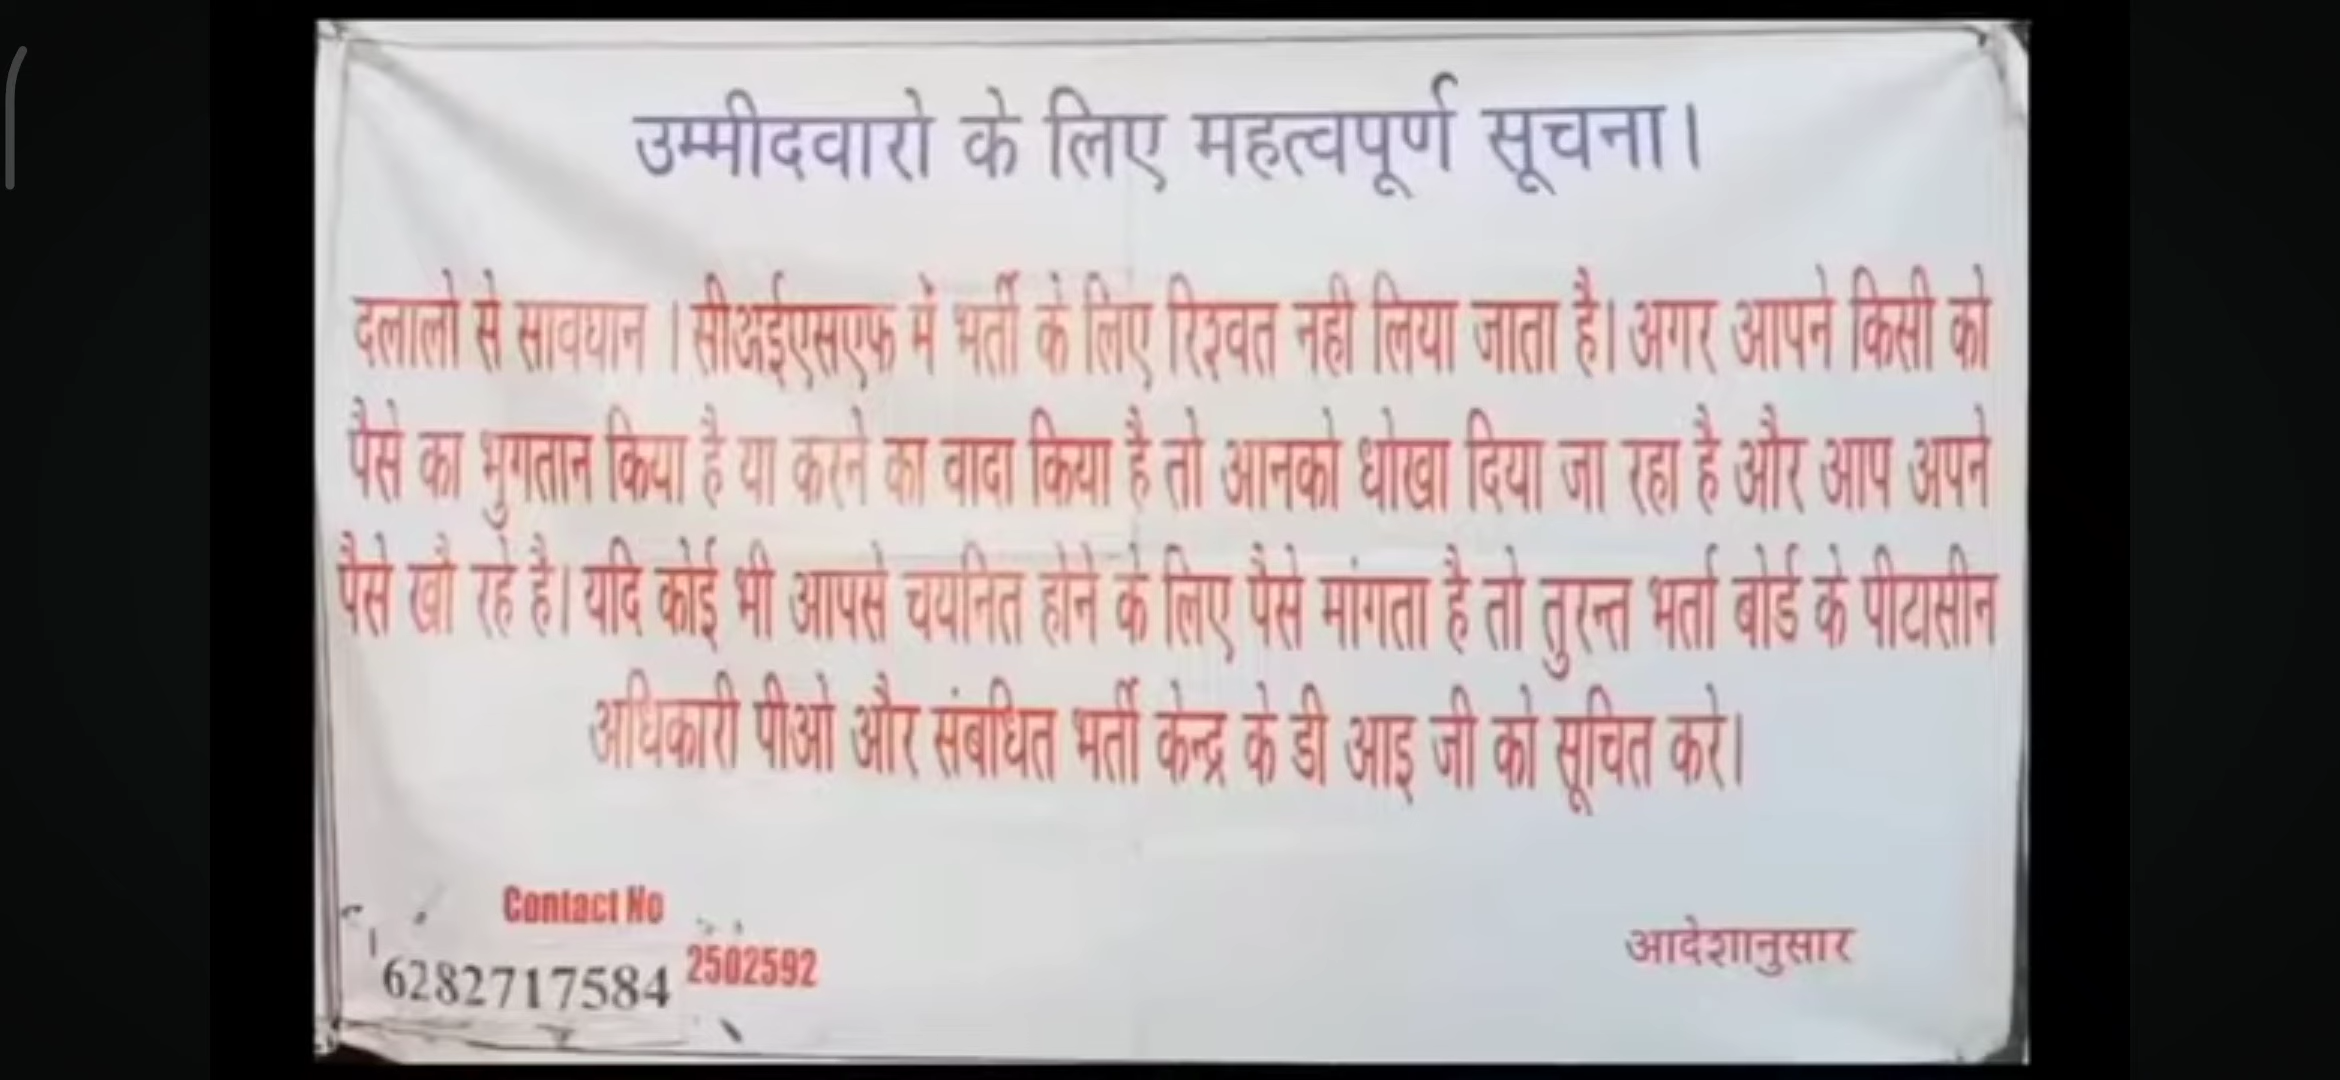 उम्मीदवारो के लिए महत्वपूर्ण सूचना।
दलालो से सावधान । सीअईएसएफ में भर्ती के लिए रिश्वत नही लिया जाता है। अगर आपने किसी को
पैसे का भुगतान किया है या करने का वादा किया है तो आनको धोखा दिया जा रहा है और आप अपने
पैसे खौ रहे है। यदि कोई भी आपसे चयनित होने के लिए पैसे मांगता है तो तुरन्त भर्ता बोर्ड के पीटासीन
अधिकारी पीओ और संबधित भर्ती केन्द्र के डी आइ जी को सूचित करे।
Contact No
6282717584 2502592
आदेशानुसार